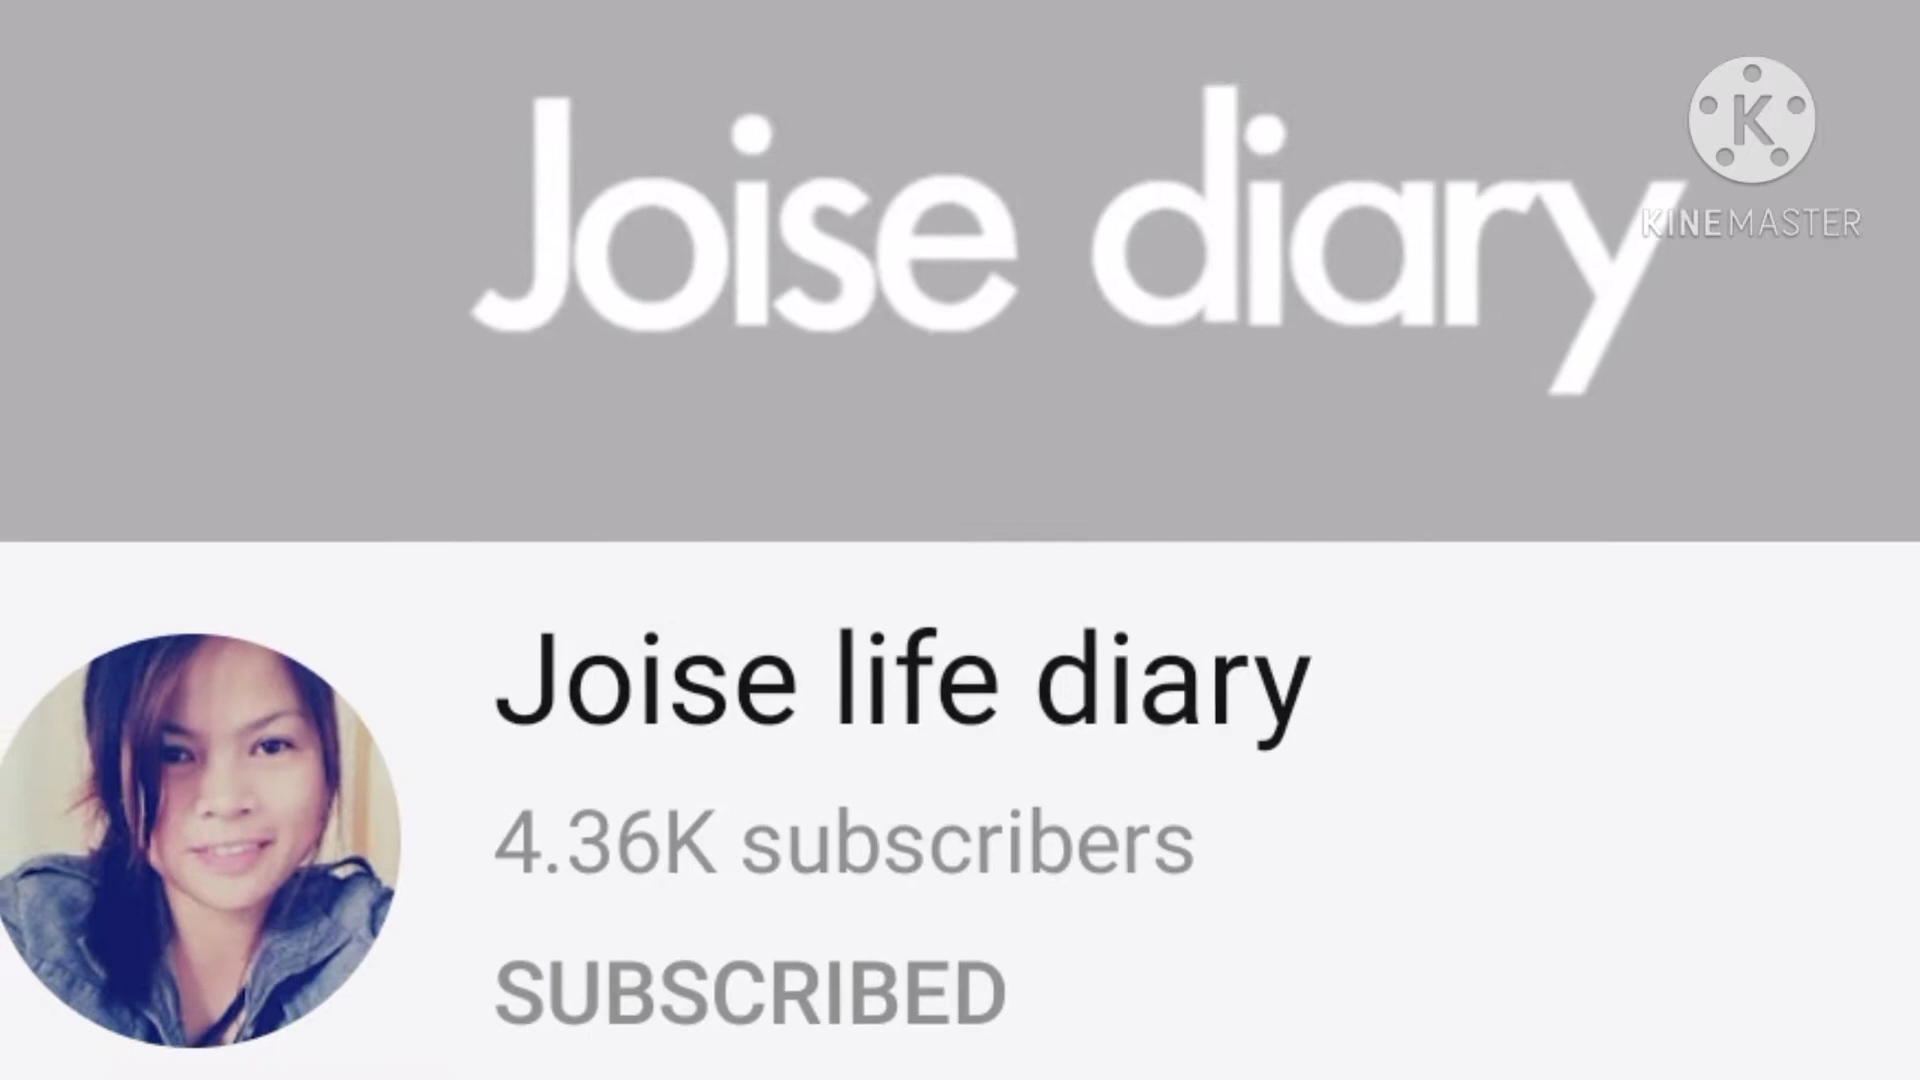 Joise diary
K
KINEMASTER
Joise life diary
4.36K subscribers
SUBSCRIBED